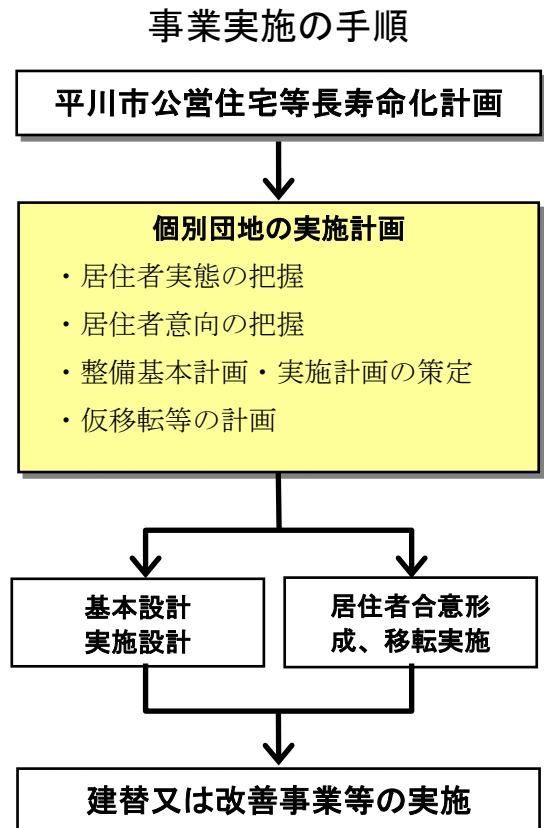 事業実施の手順
平川市公営住宅等長寿命化計画
個別団地の実施計画
・居住者実態の把握
・居住者意向の把握
・整備基本計画・実施計画の策定
・仮移転等の計画
基本設計
実施設計
居住者合意形
成、移転実施
建替又は改善事業等の実施